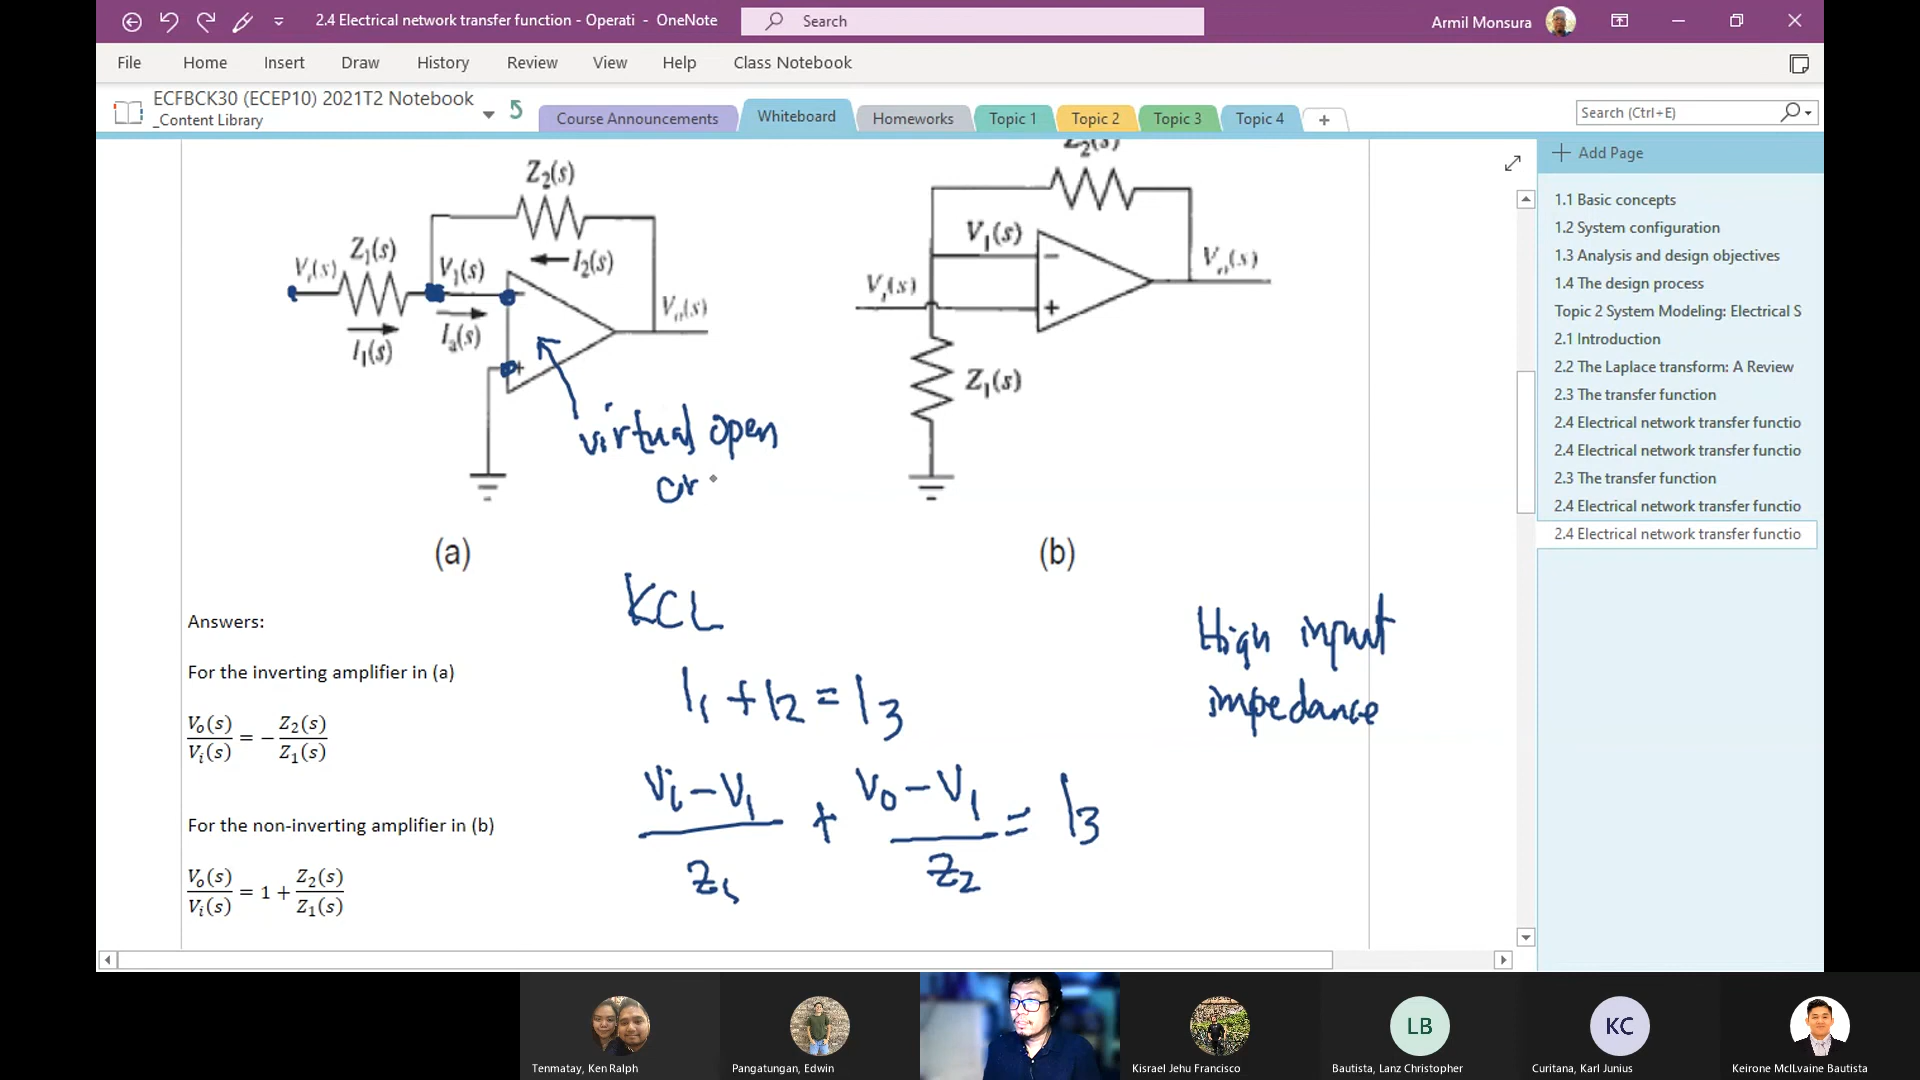 2.4 Electrical network transfer function - Operati - OneNote
Search
Armil Monsura
File Home Insert Draw History Review View Help Class Notebook
ECFBCK30 (ECEP10) 2021T2 Notebook
_Content Library
Course Announcements Whiteboard Homeworks Topic 1 Topic 2 Topic 3 Topic 4 +
Search (Ctrl+E)
Add Page
1.1 Basic concepts
1.2 System configuration
1.3 Analysis and design objectives
1.4 The design process
Topic 2 System Modeling: Electrical S
2.1 Introduction
2.2 The Laplace transform: A Review
2.3 The transfer function
2.4 Electrical network transfer functio
2.4 Electrical network transfer functio
2.3 The transfer function
2.4 Electrical network transfer functio
2.4 Electrical network transfer functio
Z₂(s)
Z₁(s)
Vᵢ(s)
V₁(s)
I₂(s)
Vₒ(s)
I₁(s)
Iₐ(s)
−
+
virtual open
or
(a)
Z₂(s)
V₁(s)
Vᵢ(s)
Vₒ(s)
−
+
Z₁(s)
(b)
Answers:
For the inverting amplifier in (a)
Vₒ(s)/Vᵢ(s) = − Z₂(s)/Z₁(s)
For the non-inverting amplifier in (b)
Vₒ(s)/Vᵢ(s) = 1 + Z₂(s)/Z₁(s)
KCL
I₁ + I₂ = I₃
Vi − V₁ / Z₁ + Vo − V₁ / Z₂ = I₃
High input
impedance
LB
KC
Tenmatay, Ken Ralph
Pangatungan, Edwin
Kisrael Jehu Francisco
Bautista, Lanz Christopher
Curitana, Karl Junius
Keirone McIlvaine Bautista